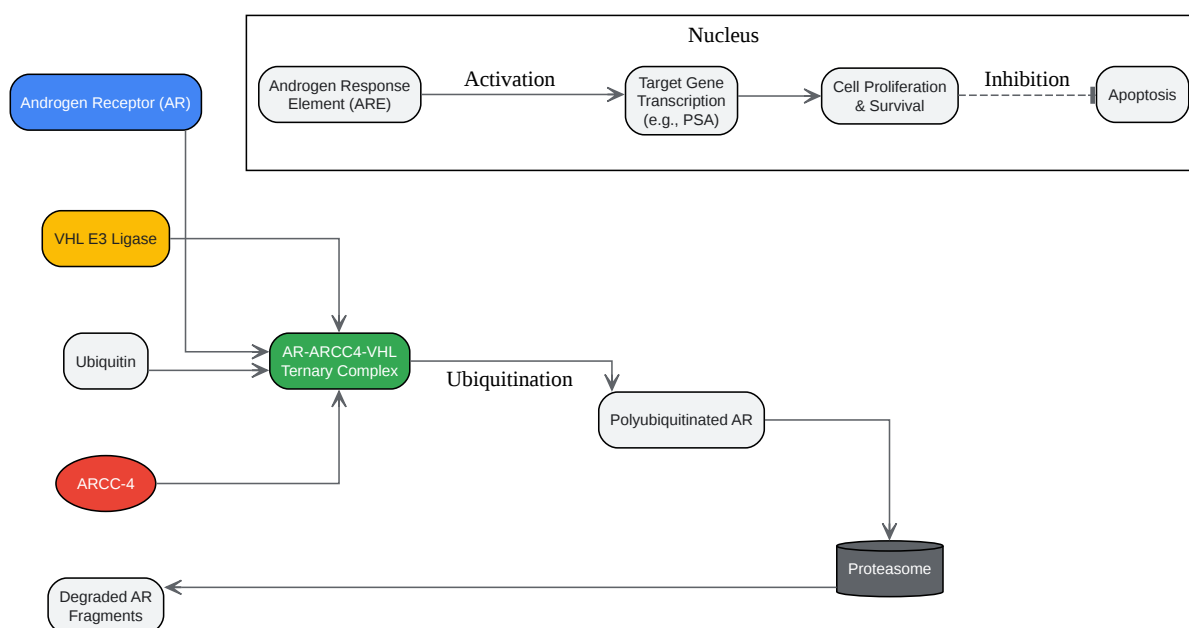 Nucleus
Androgen Response
Element (ARE)
Activation
Target Gene
Transcription
(e.g., PSA)
Cell Proliferation
& Survival
Inhibition
Apoptosis
Androgen Receptor (AR)
VHL E3 Ligase
Ubiquitin
AR-ARCC4-VHL
Ternary Complex
Ubiquitination
Polyubiquitinated AR
ARCC-4
Proteasome
Degraded AR
Fragments